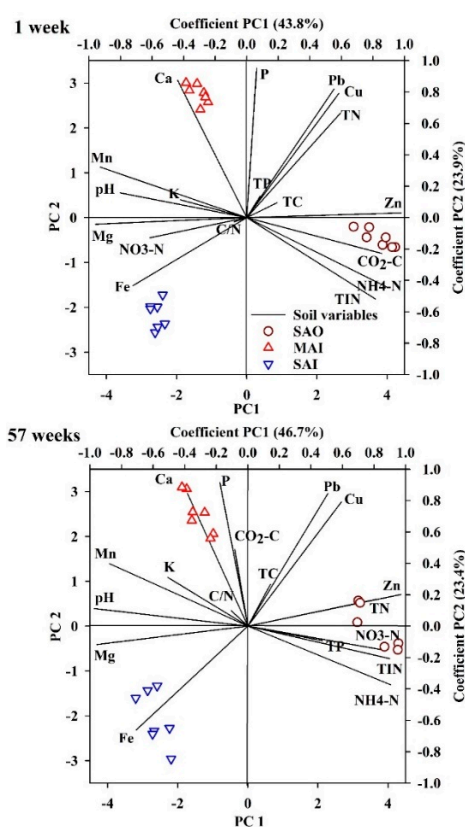 1 week
Coefficient PC1 (43.8%)
-1.0 -0.8 -0.6 -0.4 -0.2 0.0 0.2 0.4 0.6 0.8 1.0
Ca
P
Pb
Cu
TN
Mn
pH
K
TP
TC
Zn
Mg
NO3-N
C/N
CO2-C
Fe
NH4-N
TIN
Soil variables
SAO
MAI
SAI
PC 2
3
2
1
0
-1
-2
-3
1.0
0.8
0.6
0.4
0.2
0.0
-0.2
-0.4
-0.6
-0.8
-1.0
Coefficient PC2 (23.9%)
-4 -2 0 2 4
PC1
57 weeks
Coefficient PC1 (46.7%)
-1.0 -0.8 -0.6 -0.4 -0.2 0.0 0.2 0.4 0.6 0.8 1.0
Ca
P
Pb
Cu
CO2-C
Mn
K
TC
Zn
pH
C/N
TN
NO3-N
Mg
TP
TIN
NH4-N
Fe
PC 2
3
2
1
0
-1
-2
-3
1.0
0.8
0.6
0.4
0.2
0.0
-0.2
-0.4
-0.6
-0.8
-1.0
Coefficient PC2 (23.4%)
-4 -2 0 2 4
PC 1